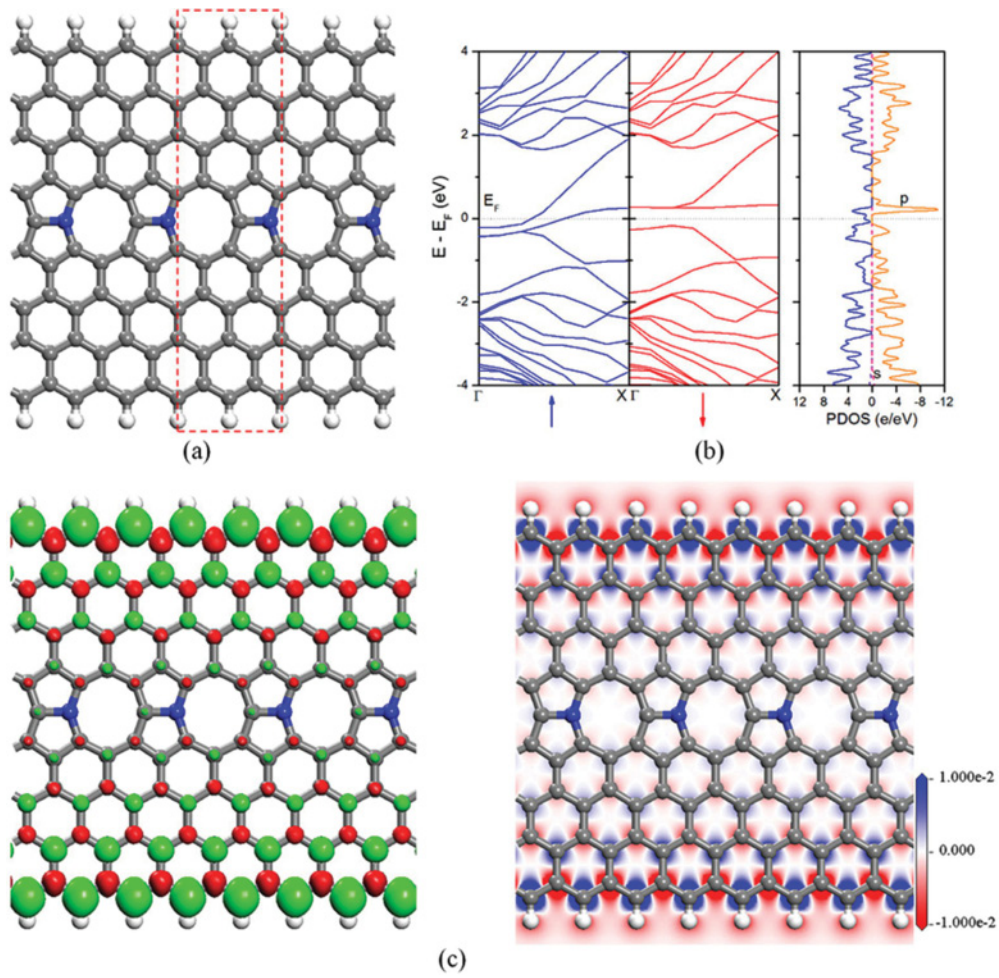 E - E_F (eV)
4
2
0
-2
-4
E_F
Γ
X
Γ
X
p
s
12 8 4 0 -4 -8 -12
PDOS (e/eV)
(a)
(b)
1.000e-2
0.000
-1.000e-2
(c)